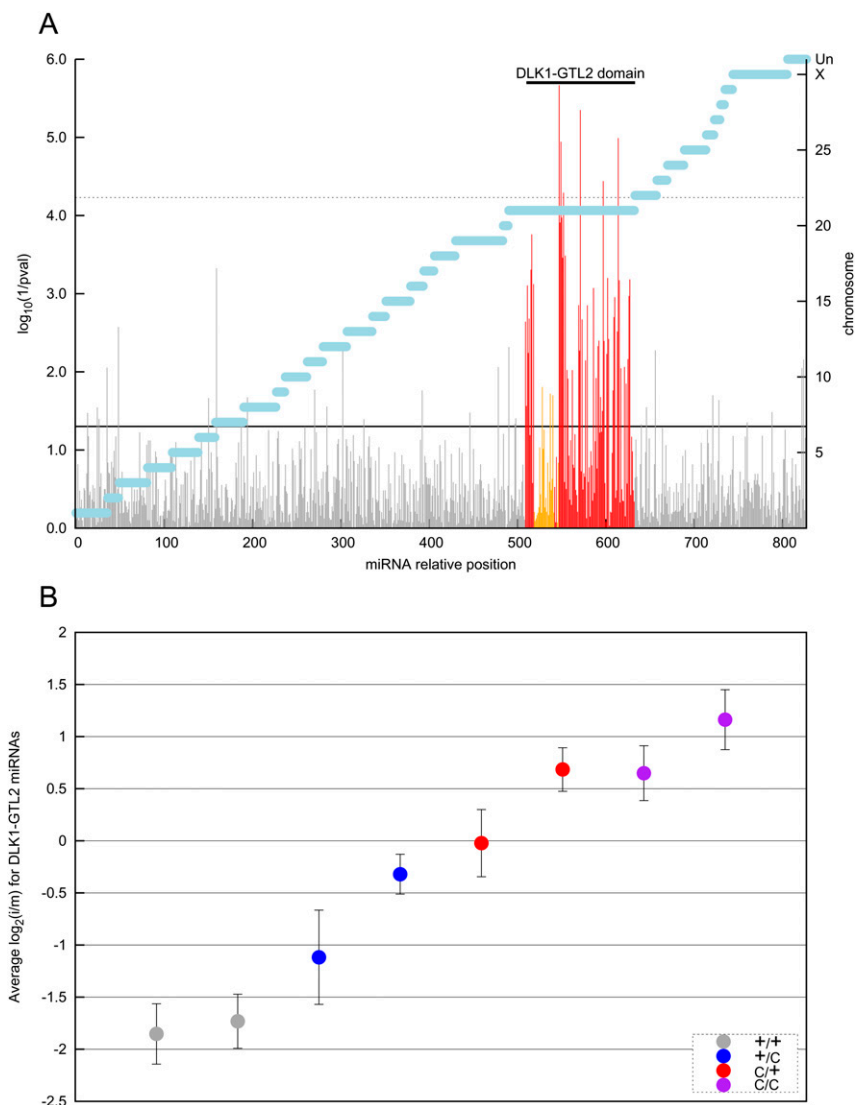 A
DLK1-GTL2 domain
6.0
5.0
4.0
3.0
2.0
1.0
0.0
log10(1/pval)
Un
X
25
20
15
10
5
chromosome
0 100 200 300 400 500 600 700 800
miRNA relative position
B
2
1.5
1
0.5
0
-0.5
-1
-1.5
-2
-2.5
Average log2(i/m) for DLK1-GTL2 miRNAs
+/+
+/C
C/+
C/C